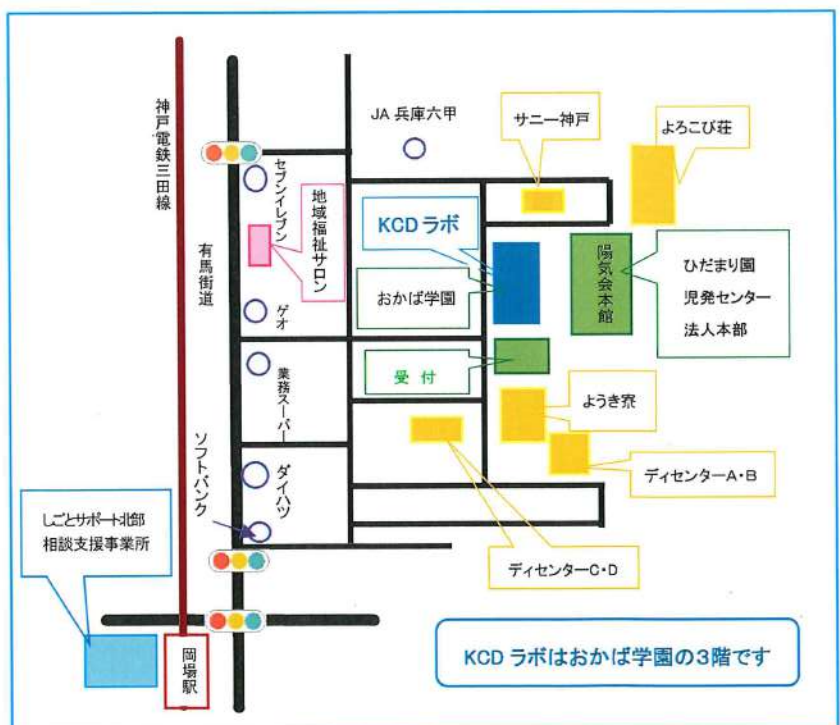 神戸電鉄三田線
有馬街道
JA 兵庫六甲
サニー神戸
よろこび荘
セブンイレブン
地域福祉サロン
KCD ラボ
おかば学園
陽気会本館
ひだまり園
児発センター
法人本部
ゲオ
業務スーパー
受 付
ようき寮
ディセンターA・B
ソフトバンク
ダイハツ
しごとサポート北部
相談支援事業所
ディセンターC・D
岡場駅
KCD ラボはおかば学園の3階です